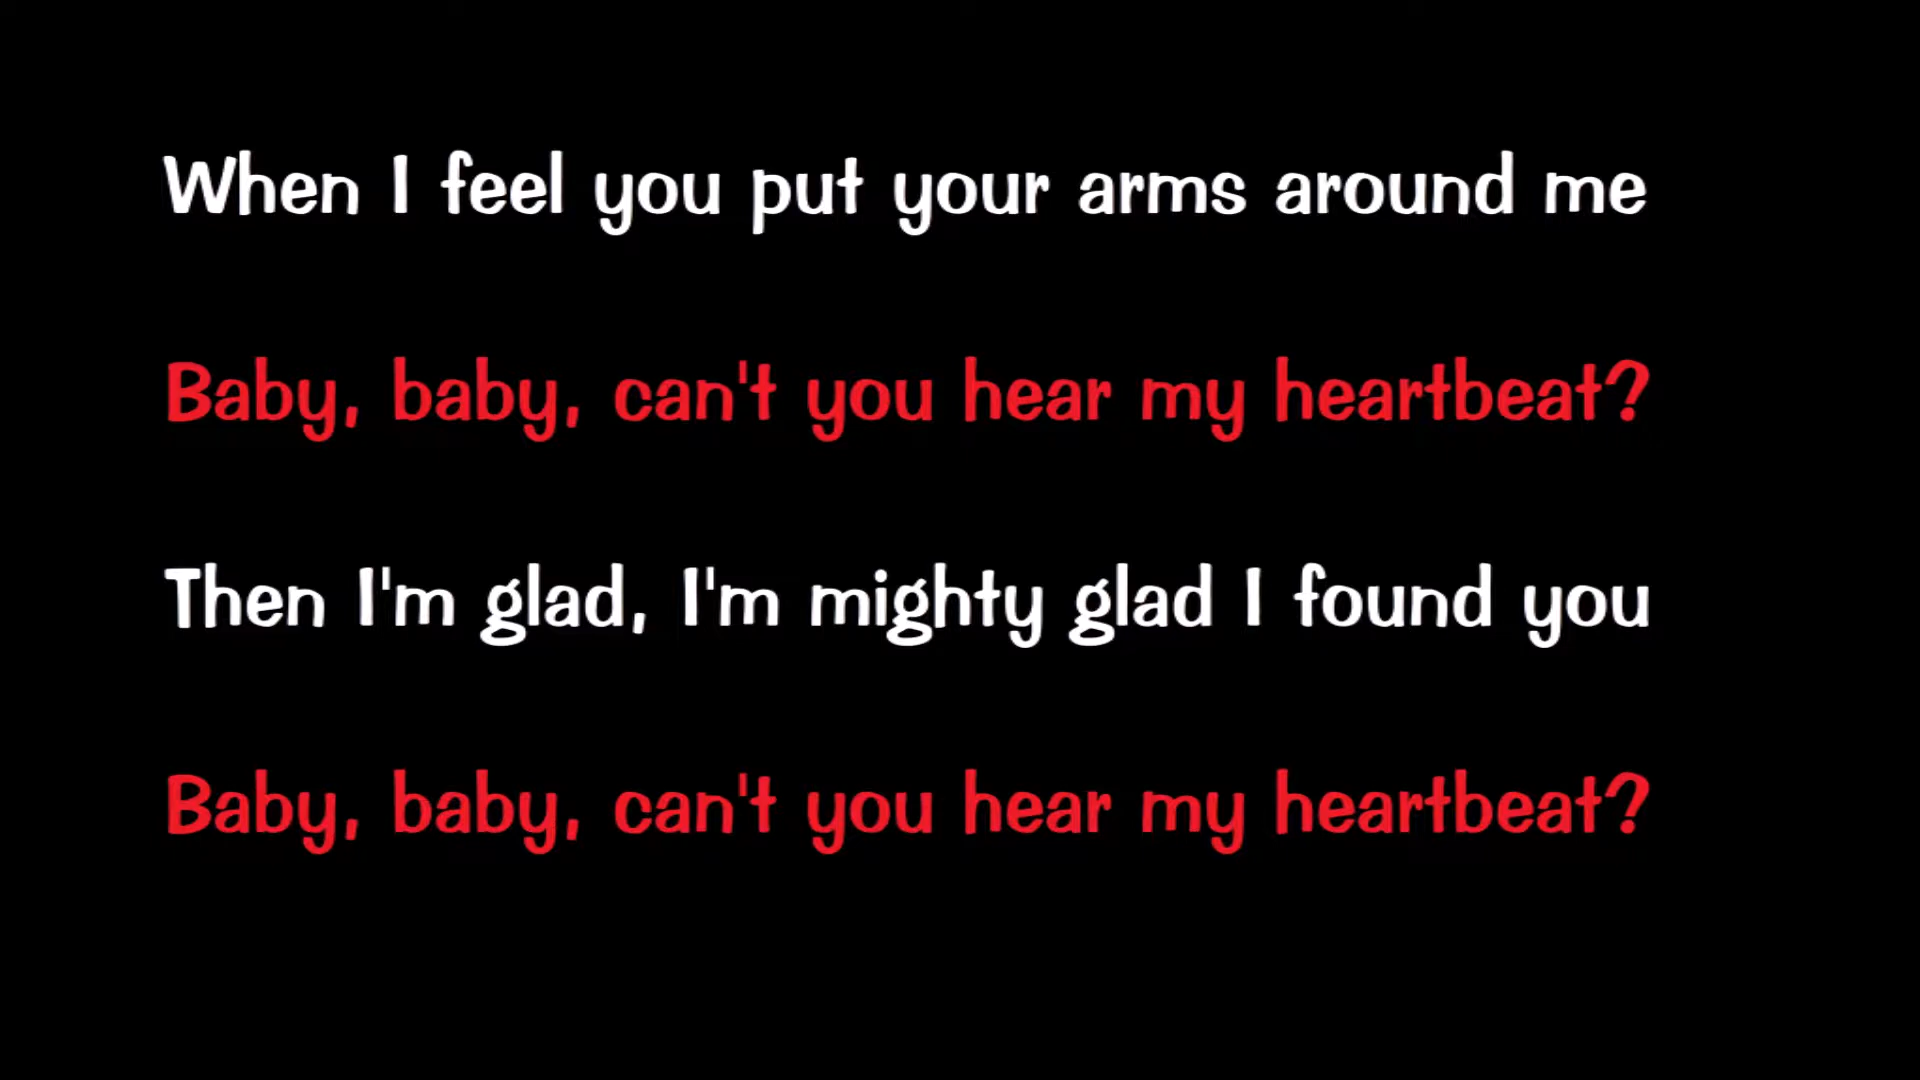 When I feel you put your arms around me
Baby, baby, can't you hear my heartbeat?
Then I'm glad, I'm mighty glad I found you
Baby, baby, can't you hear my heartbeat?